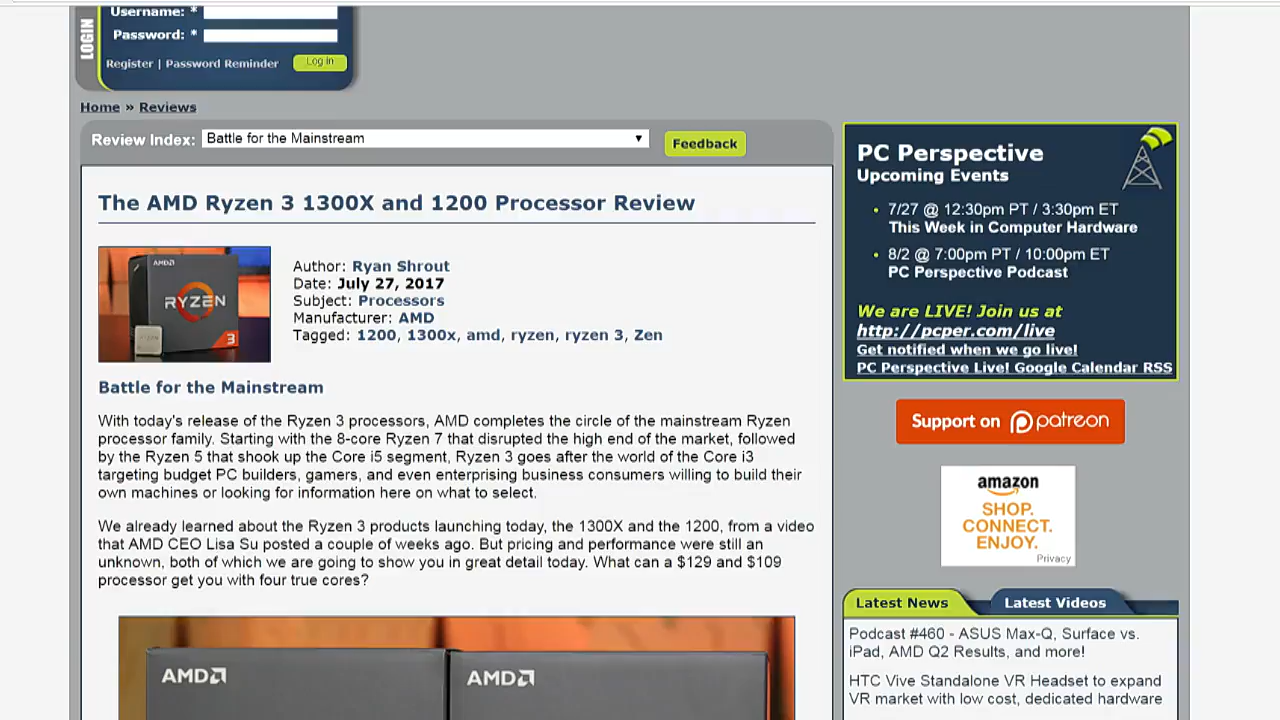 LOGIN
Username: *
Password: *
Register | Password Reminder
Log in
Home » Reviews
Review Index:
Battle for the Mainstream
Feedback
The AMD Ryzen 3 1300X and 1200 Processor Review
AMD
RYZEN
3
Author: Ryan Shrout
Date: July 27, 2017
Subject: Processors
Manufacturer: AMD
Tagged: 1200, 1300x, amd, ryzen, ryzen 3, Zen
Battle for the Mainstream
With today's release of the Ryzen 3 processors, AMD completes the circle of the mainstream Ryzen
processor family. Starting with the 8-core Ryzen 7 that disrupted the high end of the market, followed
by the Ryzen 5 that shook up the Core i5 segment, Ryzen 3 goes after the world of the Core i3
targeting budget PC builders, gamers, and even enterprising business consumers willing to build their
own machines or looking for information here on what to select.
We already learned about the Ryzen 3 products launching today, the 1300X and the 1200, from a video
that AMD CEO Lisa Su posted a couple of weeks ago. But pricing and performance were still an
unknown, both of which we are going to show you in great detail today. What can a $129 and $109
processor get you with four true cores?
AMD
AMD
PC Perspective
Upcoming Events
• 7/27 @ 12:30pm PT / 3:30pm ET
This Week in Computer Hardware
• 8/2 @ 7:00pm PT / 10:00pm ET
PC Perspective Podcast
We are LIVE! Join us at
http://pcper.com/live
Get notified when we go live!
PC Perspective Live! Google Calendar RSS
Support on patreon
amazon
SHOP.
CONNECT.
ENJOY.
Privacy
Latest News
Latest Videos
Podcast #460 - ASUS Max-Q, Surface vs.
iPad, AMD Q2 Results, and more!
HTC Vive Standalone VR Headset to expand
VR market with low cost, dedicated hardware